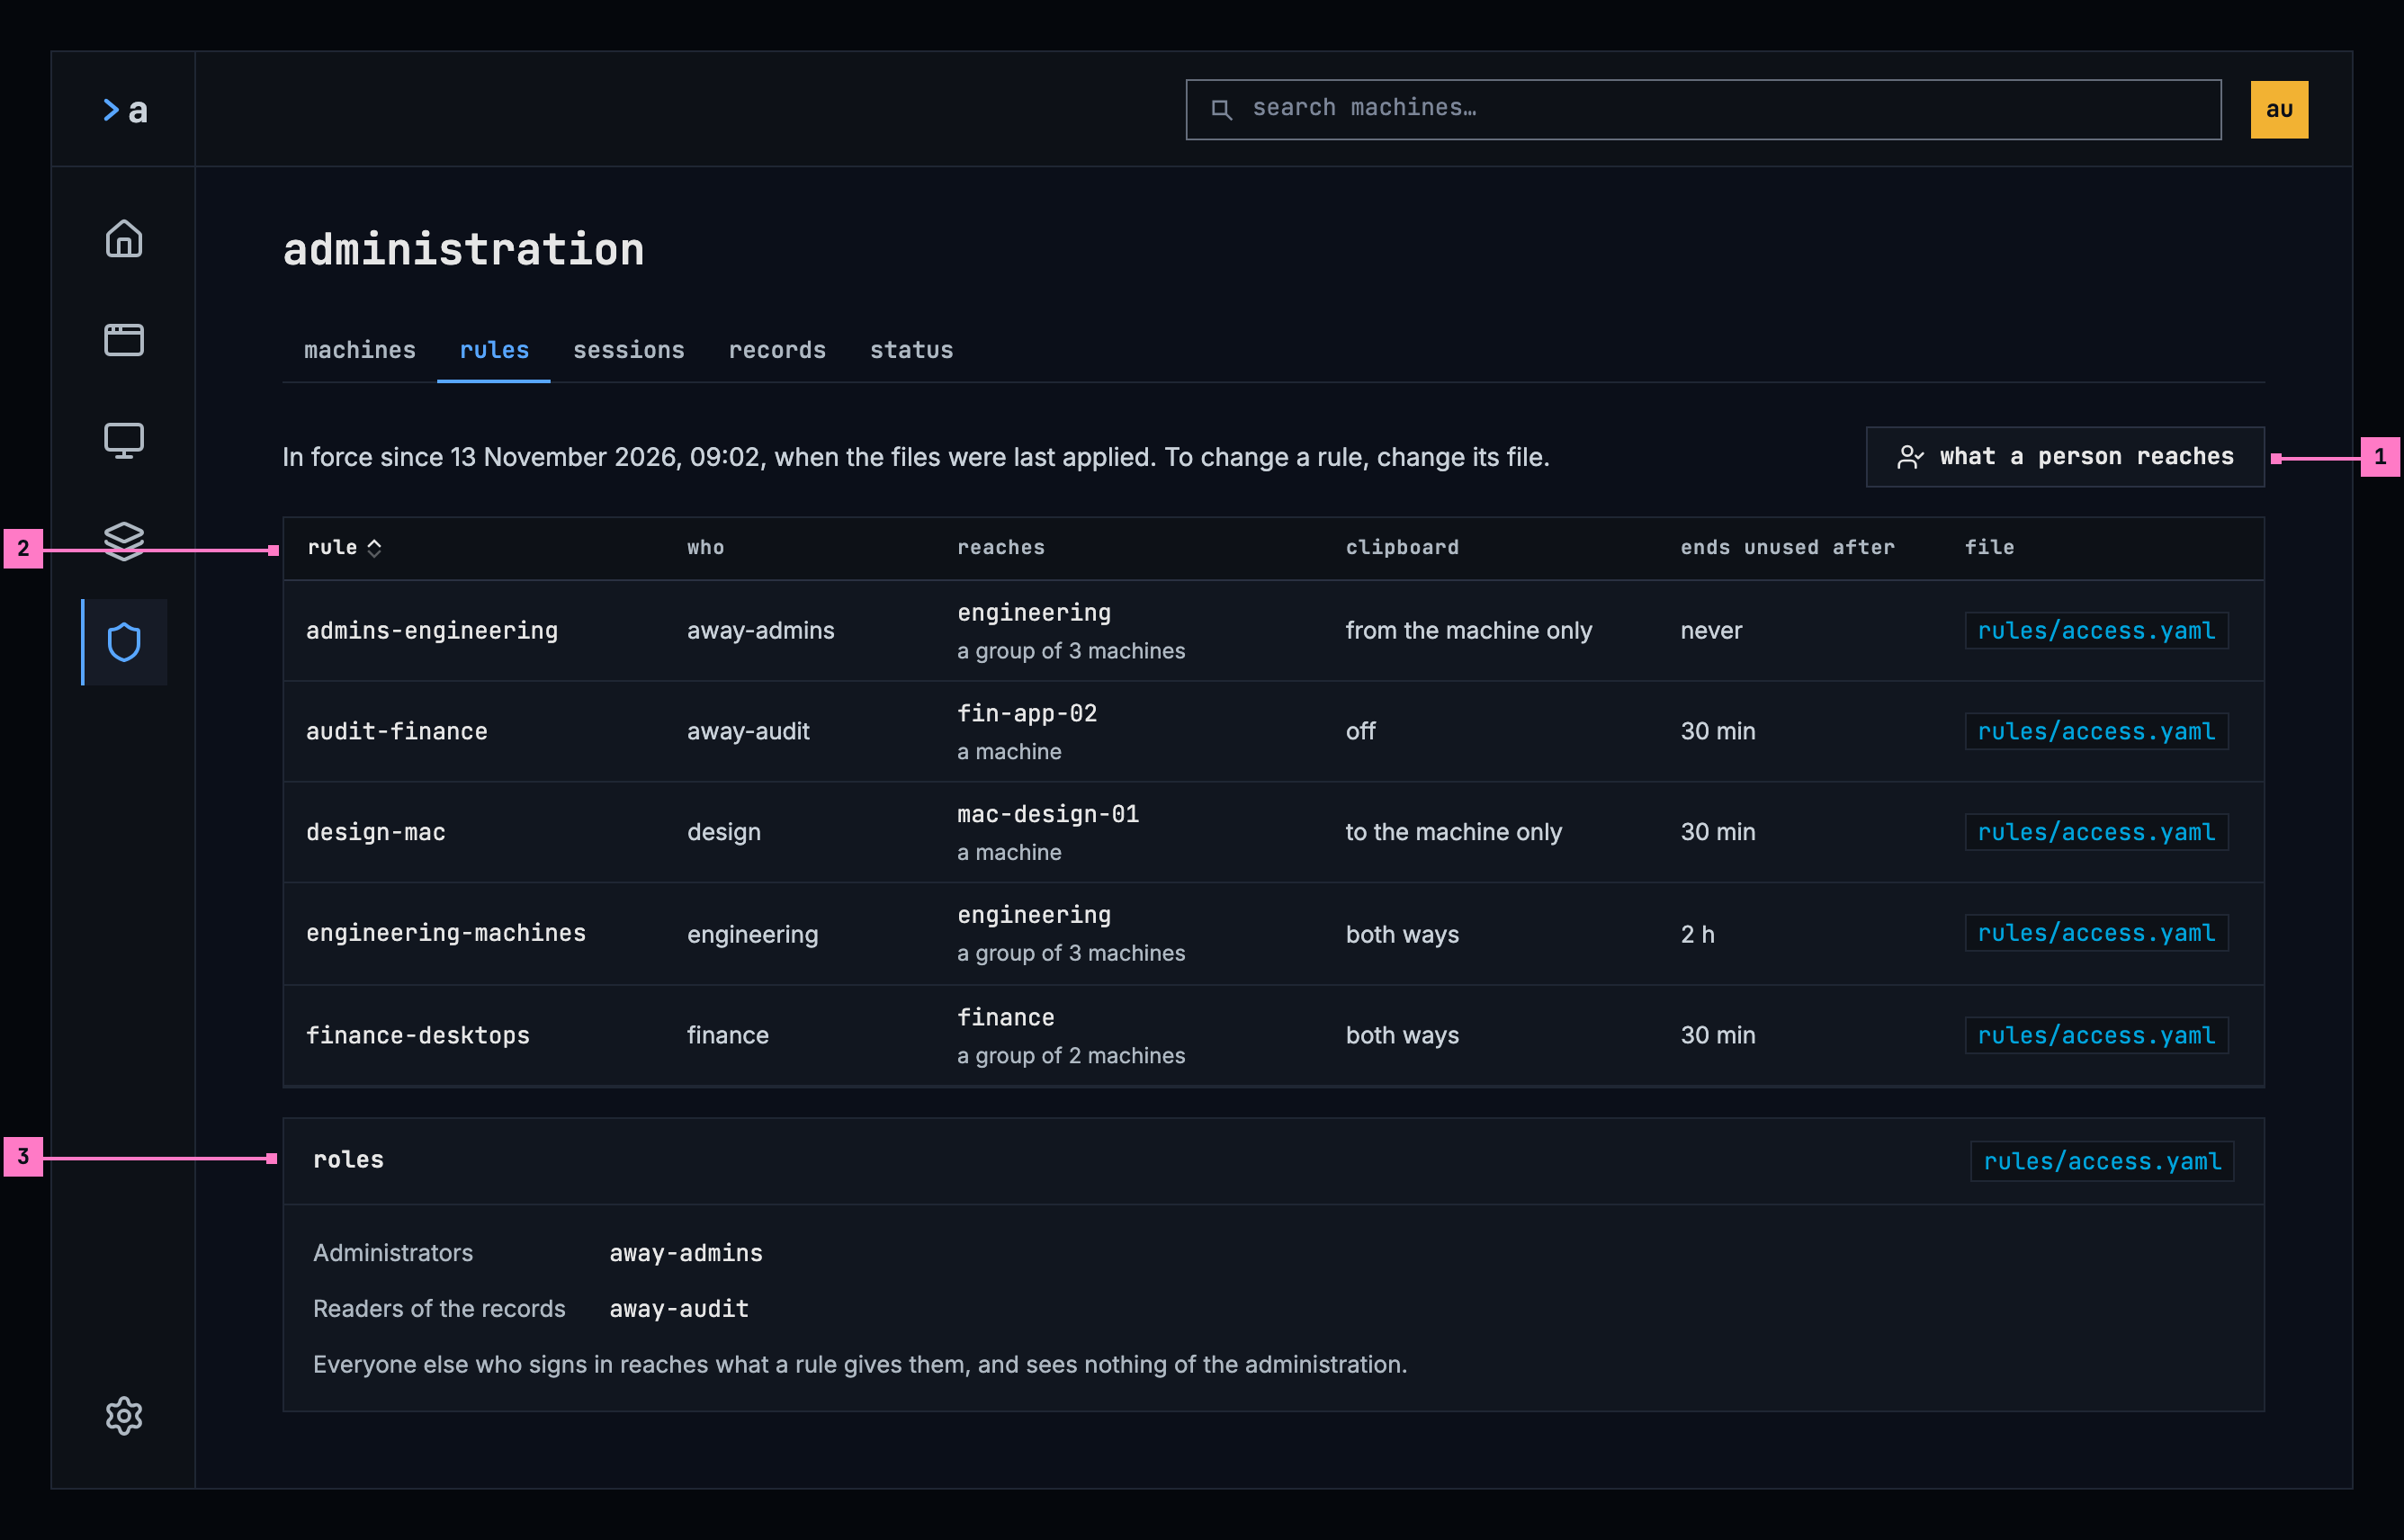 >a
search machines…
au
administration
machines rules sessions records status
In force since 13 November 2026, 09:02, when the files were last applied. To change a rule, change its file.
what a person reaches
1
2
rule who reaches clipboard ends unused after file
admins-engineering away-admins engineering from the machine only never rules/access.yaml
a group of 3 machines
audit-finance away-audit fin-app-02 off 30 min rules/access.yaml
a machine
design-mac design mac-design-01 to the machine only 30 min rules/access.yaml
a machine
engineering-machines engineering engineering both ways 2 h rules/access.yaml
a group of 3 machines
finance-desktops finance finance both ways 30 min rules/access.yaml
a group of 2 machines
3
roles rules/access.yaml
Administrators away-admins
Readers of the records away-audit
Everyone else who signs in reaches what a rule gives them, and sees nothing of the administration.